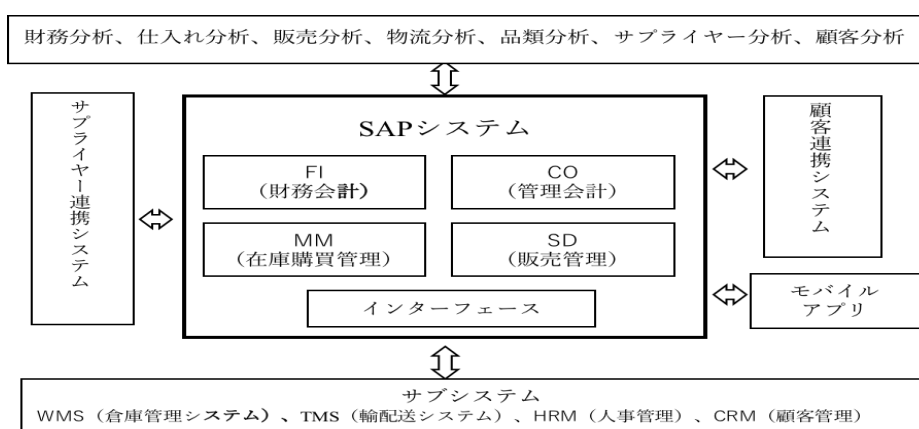 財務分析、仕入れ分析、販売分析、物流分析、品類分析、サプライヤー分析、顧客分析
サプライヤー連携システム
SAPシステム
FI
（財務会計）
CO
（管理会計）
MM
（在庫購買管理）
SD
（販売管理）
インターフェース
顧客連携システム
モバイル
アプリ
サブシステム
WMS（倉庫管理システム）、TMS（輸配送システム）、HRM（人事管理）、CRM（顧客管理）